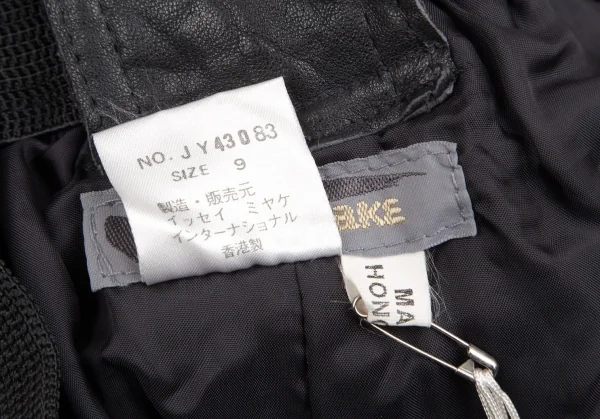 NO. JY43083
SIZE 9
製造・販売元
イッセイ ミヤケ
インターナショナル
香港製
AKE
MA
HONG